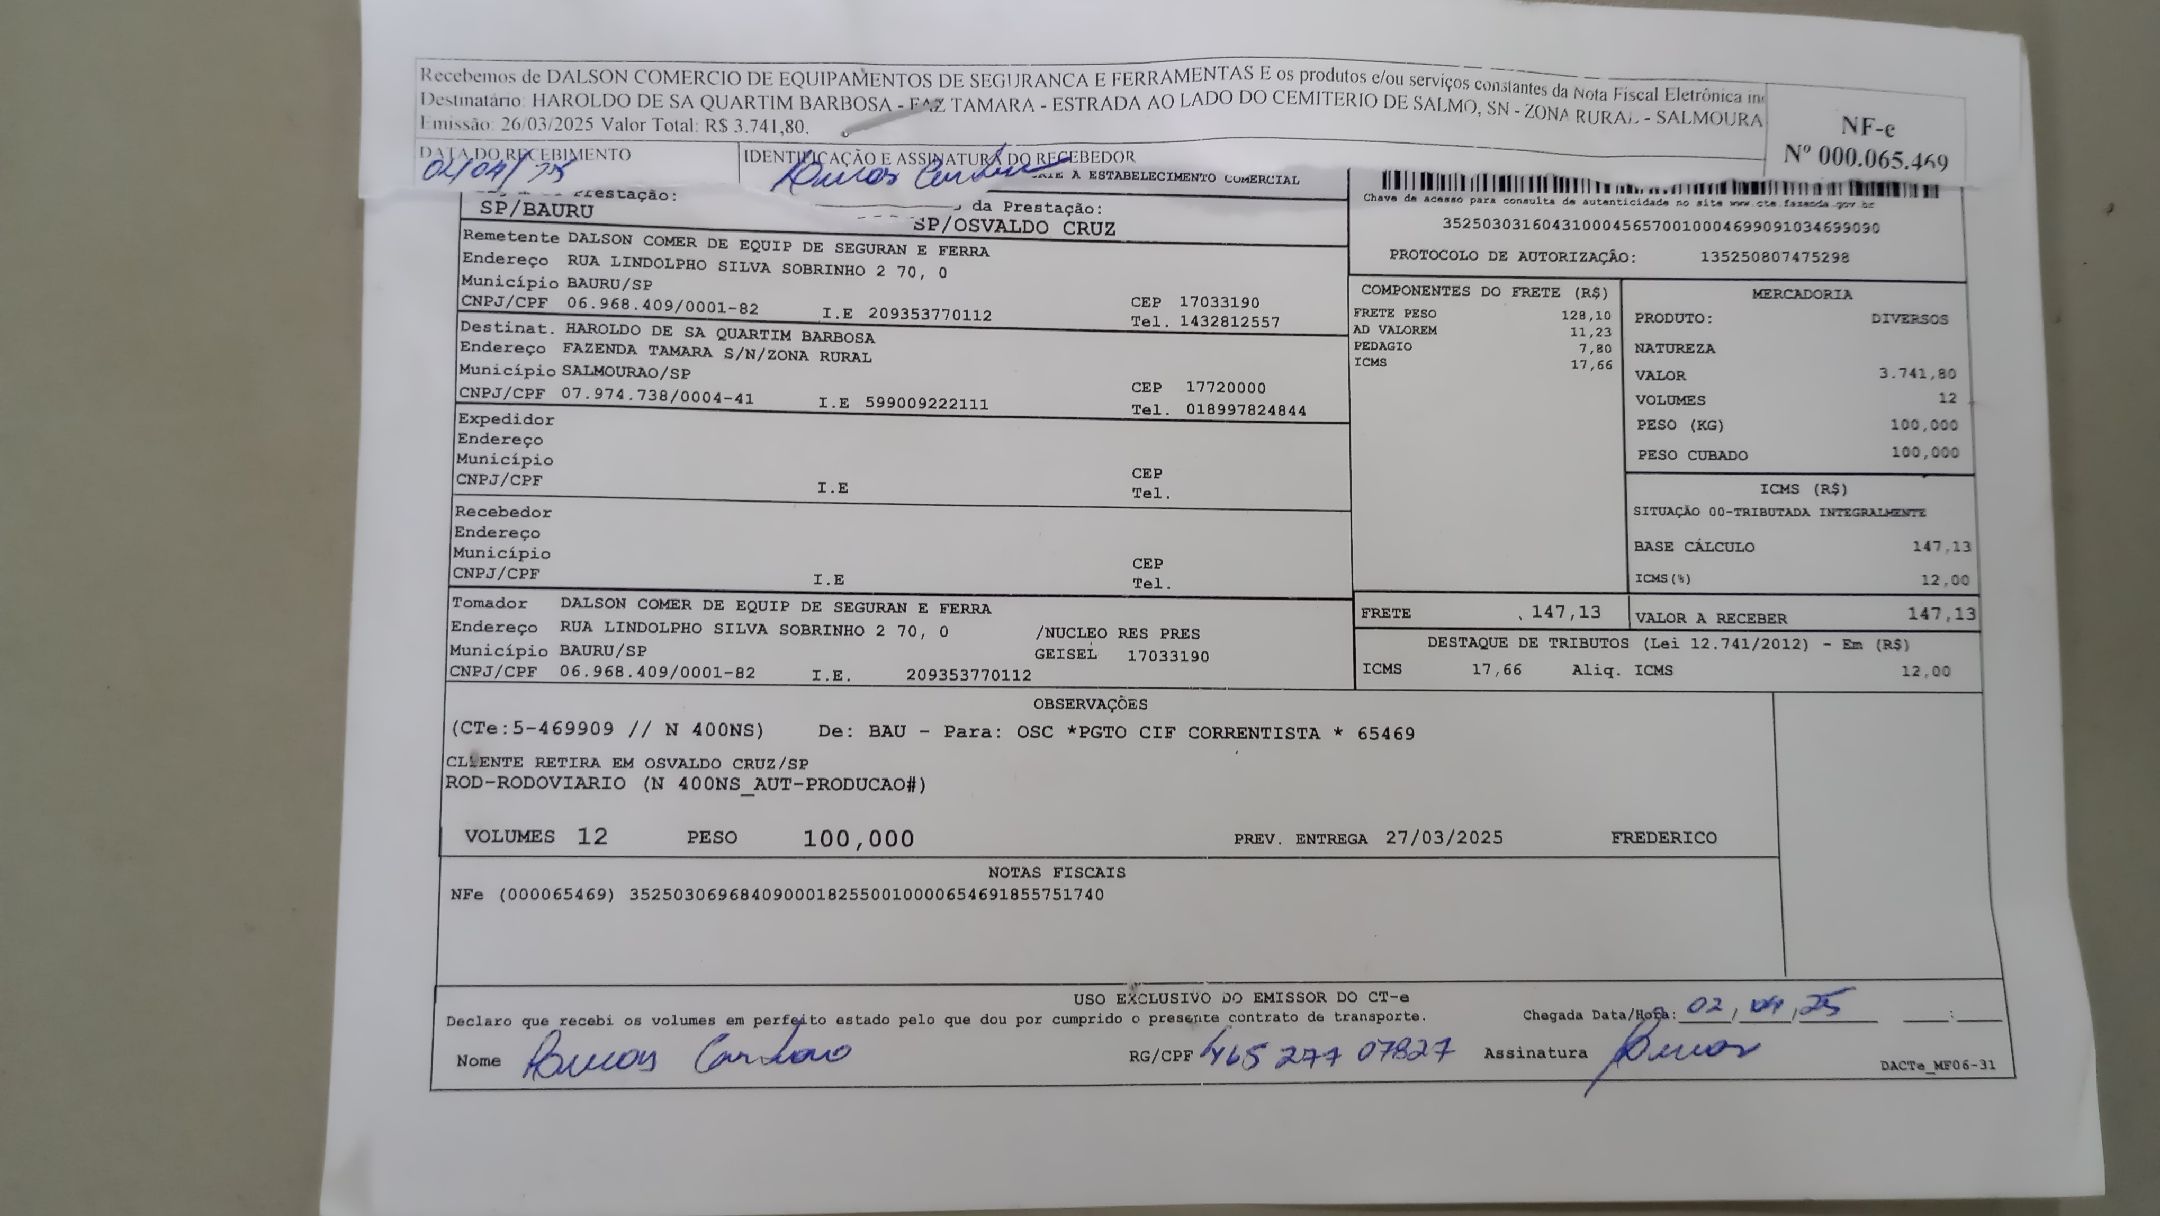 Recebemos de DALSON COMERCIO DE EQUIPAMENTOS DE SEGURANCA E FERRAMENTAS E os produtos e/ou serviços constantes da Nota Fiscal Eletrônica
Destinatário: HAROLDO DE SA QUARTIM BARBOSA - FAZ TAMARA - ESTRADA AO LADO DO CEMITERIO DE SALMO, SN - ZONA RURAL - SALMOURA
Emissão: 26/03/2025 Valor Total: R$ 3.741,80.
NF-e
Nº 000.065.469
DATA DO RECEBIMENTO
IDENTIFICAÇÃO E ASSINATURA DO RECEBEDOR
02/04/25
A ESTABELECIMENTO COMERCIAL
Prestação:
SP/BAURU
da Prestação:
SP/OSVALDO CRUZ
Chave de acesso para consulta de autenticidade no site www.cte.fazenda.gov.br
35250303160431000456570010004699091034699090
PROTOCOLO DE AUTORIZAÇÃO: 135250807475298
Remetente DALSON COMER DE EQUIP DE SEGURAN E FERRA
Endereço RUA LINDOLPHO SILVA SOBRINHO 2 70, 0
Município BAURU/SP
CNPJ/CPF 06.968.409/0001-82 I.E 209353770112
CEP 17033190
Tel. 1432812557
Destinat. HAROLDO DE SA QUARTIM BARBOSA
Endereço FAZENDA TAMARA S/N/ZONA RURAL
Município SALMOURAO/SP
CNPJ/CPF 07.974.738/0004-41 I.E 599009222111
CEP 17720000
Tel. 018997824844
Expedidor
Endereço
Município
CNPJ/CPF I.E
CEP
Tel.
Recebedor
Endereço
Município
CNPJ/CPF I.E
CEP
Tel.
Tomador DALSON COMER DE EQUIP DE SEGURAN E FERRA
Endereço RUA LINDOLPHO SILVA SOBRINHO 2 70, 0 /NUCLEO RES PRES
Município BAURU/SP GEISEL 17033190
CNPJ/CPF 06.968.409/0001-82 I.E. 209353770112
COMPONENTES DO FRETE (R$)
FRETE PESO 128,10
AD VALOREM 11,23
PEDAGIO 7,80
ICMS 17,66
MERCADORIA
PRODUTO: DIVERSOS
NATUREZA
VALOR 3.741,80
VOLUMES 12
PESO (KG) 100,000
PESO CUBADO 100,000
ICMS (R$)
SITUAÇÃO 00-TRIBUTADA INTEGRALMENTE
BASE CÁLCULO 147,13
ICMS(%) 12,00
FRETE 147,13
VALOR A RECEBER 147,13
DESTAQUE DE TRIBUTOS (Lei 12.741/2012) - Em (R$)
ICMS 17,66 Aliq. ICMS 12,00
OBSERVAÇÕES
(CTe:5-469909 // N 400NS) De: BAU - Para: OSC *PGTO CIF CORRENTISTA * 65469
CLIENTE RETIRA EM OSVALDO CRUZ/SP
ROD-RODOVIARIO (N 400NS_AUT-PRODUCAO#)
VOLUMES 12 PESO 100,000 PREV. ENTREGA 27/03/2025 FREDERICO
NOTAS FISCAIS
NFe (000065469) 35250306968409000182550010000654691855751740
USO EXCLUSIVO DO EMISSOR DO CT-e
Declaro que recebi os volumes em perfeito estado pelo que dou por cumprido o presente contrato de transporte.
Chegada Data/Hora: 02/04/25 :
Nome
RG/CPF 465 277 07827 Assinatura
DACTe_MF06-31